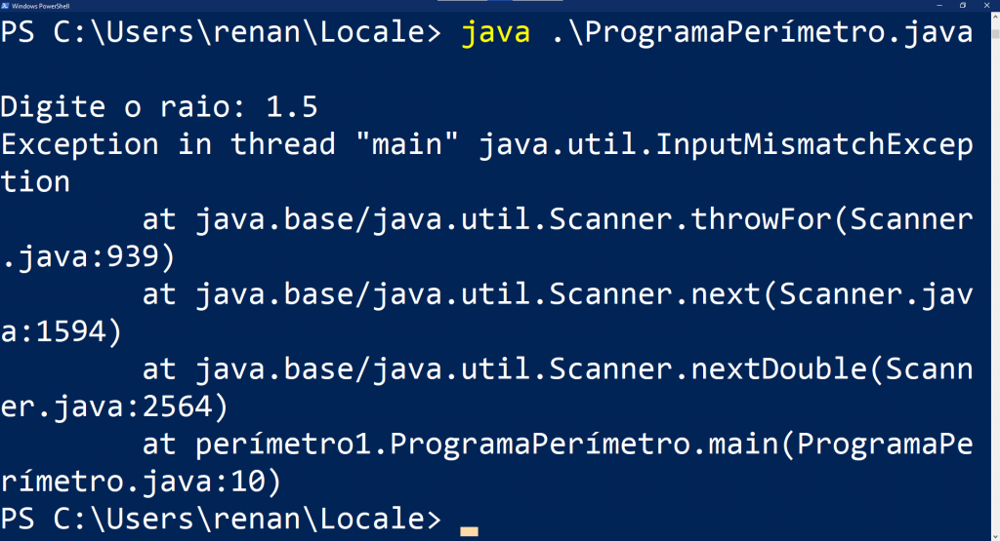 Windows PowerShell
PS C:\Users\renan\Locale> java .\ProgramaPerímetro.java
Digite o raio: 1.5
Exception in thread "main" java.util.InputMismatchExcep
tion
        at java.base/java.util.Scanner.throwFor(Scanner
.java:939)
        at java.base/java.util.Scanner.next(Scanner.jav
a:1594)
        at java.base/java.util.Scanner.nextDouble(Scann
er.java:2564)
        at perímetro1.ProgramaPerímetro.main(ProgramaPe
rímetro.java:10)
PS C:\Users\renan\Locale>